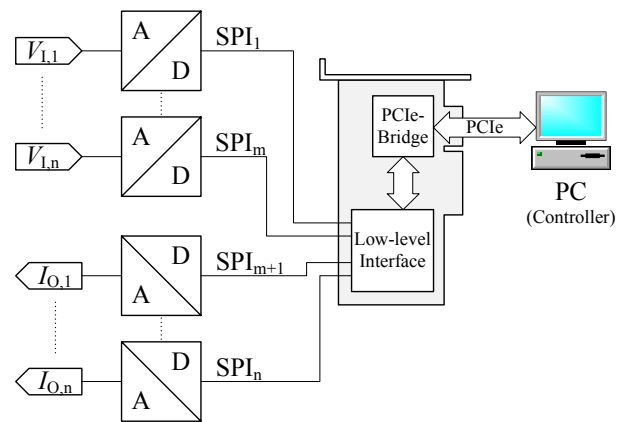 V_I,1
A
D
SPI_1
V_I,n
A
D
SPI_m
I_O,1
D
A
SPI_m+1
I_O,n
D
A
SPI_n
PCIe-
Bridge
PCIe
Low-level
Interface
PC
(Controller)